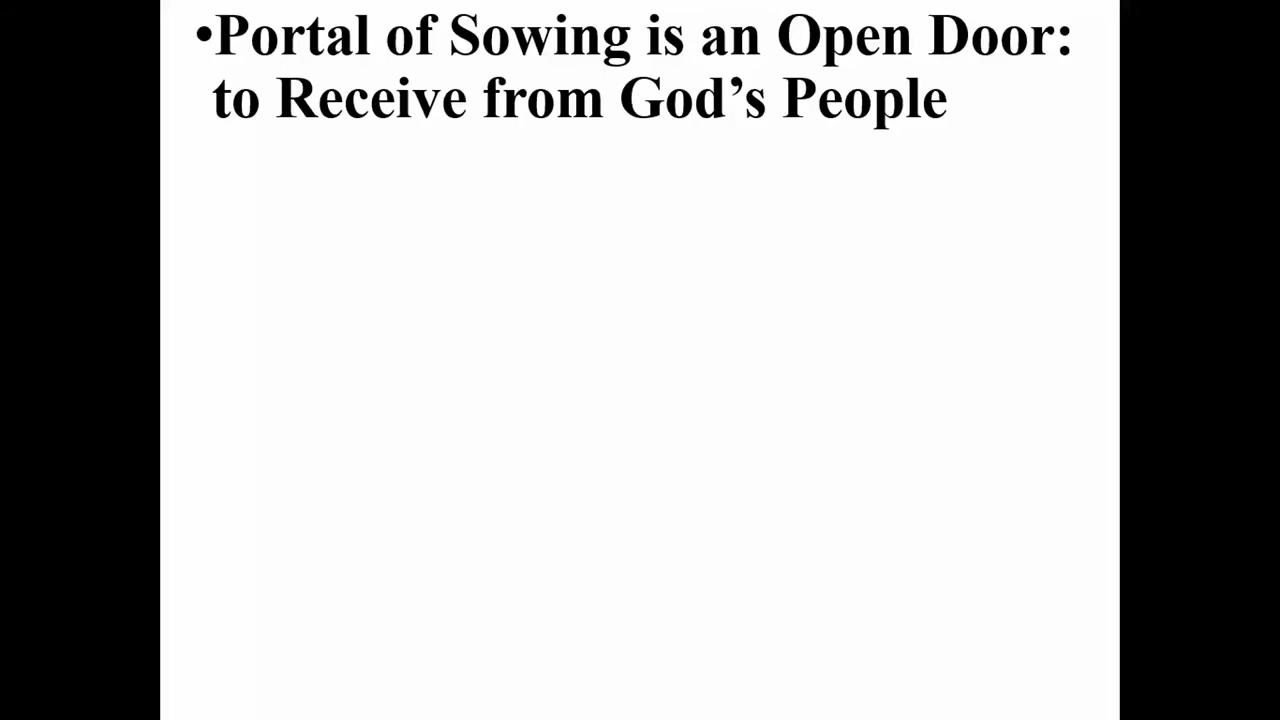 •Portal of Sowing is an Open Door:
to Receive from God’s People